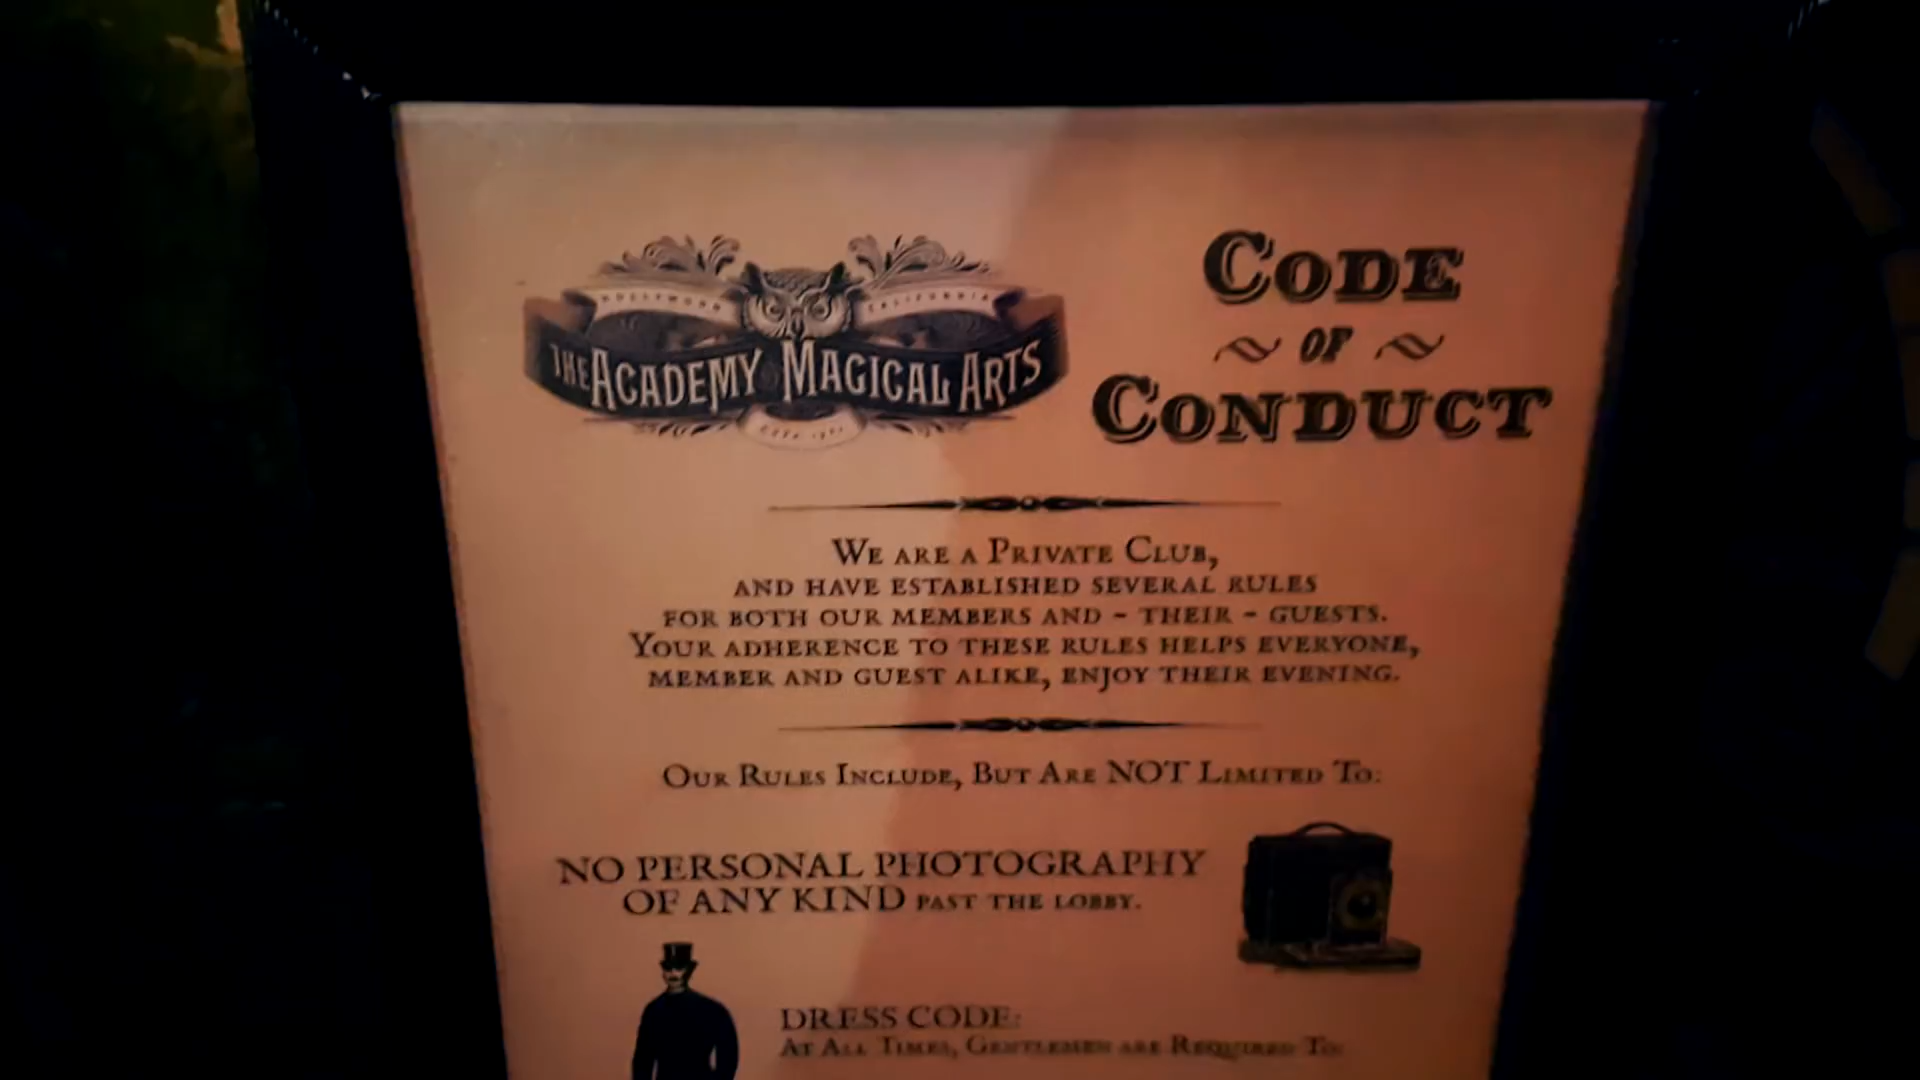 HOLLYWOOD CALIFORNIA
THE ACADEMY MAGICAL ARTS
CODE
OF
CONDUCT
WE ARE A PRIVATE CLUB,
AND HAVE ESTABLISHED SEVERAL RULES
FOR BOTH OUR MEMBERS AND - THEIR - GUESTS.
YOUR ADHERENCE TO THESE RULES HELPS EVERYONE,
MEMBER AND GUEST ALIKE, ENJOY THEIR EVENING.
OUR RULES INCLUDE, BUT ARE NOT LIMITED TO:
NO PERSONAL PHOTOGRAPHY
OF ANY KIND PAST THE LOBBY.
DRESS CODE:
AT ALL TIMES, GENTLEMEN ARE REQUIRED TO